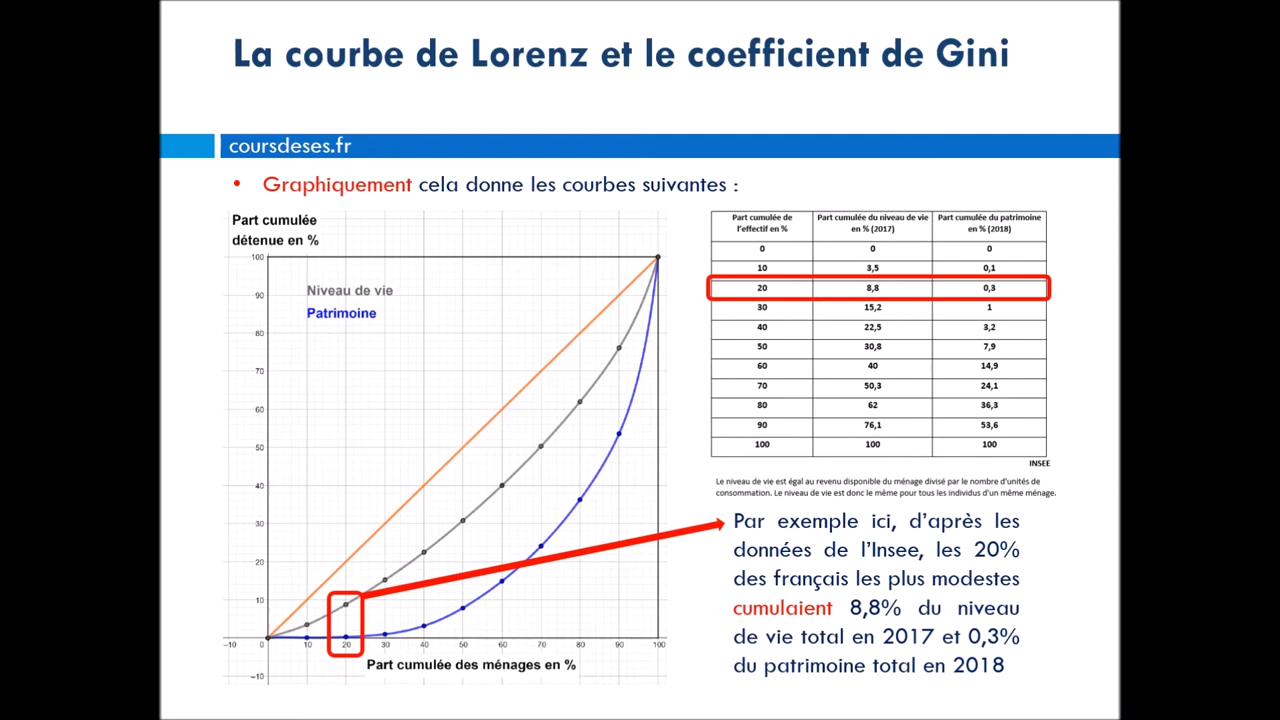 La courbe de Lorenz et le coefficient de Gini
coursdeses.fr
• Graphiquement cela donne les courbes suivantes :
Part cumulée
détenue en %
Niveau de vie
Patrimoine
100
90
80
70
60
50
40
30
20
10
−10
−10 0 10 20 30 40 50 60 70 80 90 100
Part cumulée des ménages en %
Part cumulée de Part cumulée du niveau de vie Part cumulée du patrimoine
l'effectif en % en % (2017) en % (2018)
0 0 0
10 3,5 0,1
20 8,8 0,3
30 15,2 1
40 22,5 3,2
50 30,8 7,9
60 40 14,9
70 50,3 24,1
80 62 36,3
90 76,1 53,6
100 100 100
INSEE
Le niveau de vie est égal au revenu disponible du ménage divisé par le nombre d'unités de
consommation. Le niveau de vie est donc le même pour tous les individus d'un même ménage.
Par exemple ici, d'après les
données de l'Insee, les 20%
des français les plus modestes
cumulaient 8,8% du niveau
de vie total en 2017 et 0,3%
du patrimoine total en 2018